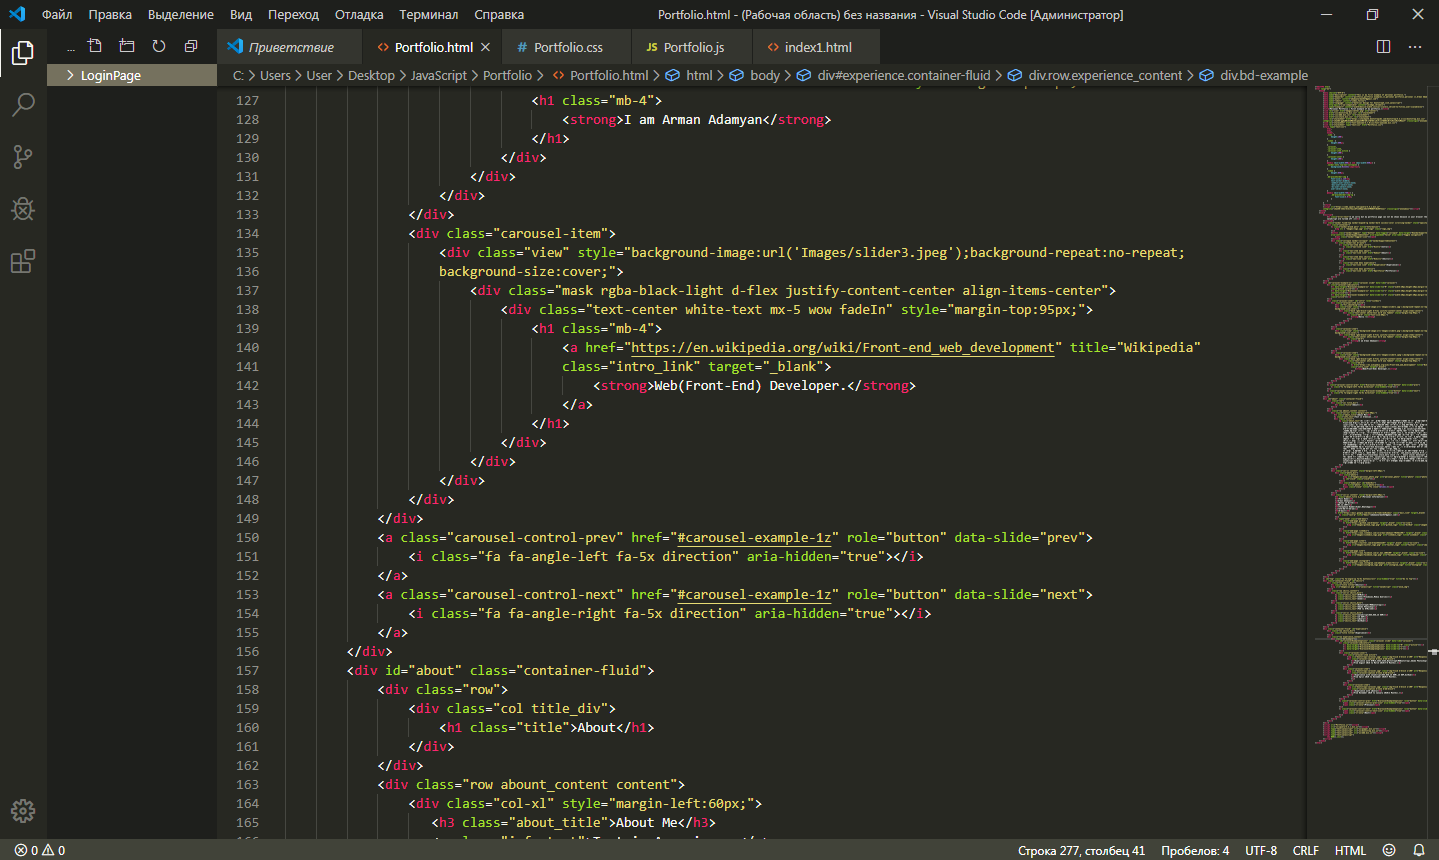 Файл Правка Выделение Вид Переход Отладка Терминал Справка Portfolio.html - (Рабочая область) без названия - Visual Studio Code [Администратор]
... Приветствие Portfolio.html # Portfolio.css JS Portfolio.js index1.html ...
LoginPage C: > Users > User > Desktop > JavaScript > Portfolio > Portfolio.html > html > body > div#experience.container-fluid > div.row.experience_content > div.bd-example
127 <h1 class="mb-4">
128 <strong>I am Arman Adamyan</strong>
129 </h1>
130 </div>
131 </div>
132 </div>
133 </div>
134 <div class="carousel-item">
135 <div class="view" style="background-image:url('Images/slider3.jpeg');background-repeat:no-repeat;
136 background-size:cover;">
137 <div class="mask rgba-black-light d-flex justify-content-center align-items-center">
138 <div class="text-center white-text mx-5 wow fadeIn" style="margin-top:95px;">
139 <h1 class="mb-4">
140 <a href="https://en.wikipedia.org/wiki/Front-end_web_development" title="Wikipedia"
141 class="intro_link" target="_blank">
142 <strong>Web(Front-End) Developer.</strong>
143 </a>
144 </h1>
145 </div>
146 </div>
147 </div>
148 </div>
149 </div>
150 <a class="carousel-control-prev" href="#carousel-example-1z" role="button" data-slide="prev">
151 <i class="fa fa-angle-left fa-5x direction" aria-hidden="true"></i>
152 </a>
153 <a class="carousel-control-next" href="#carousel-example-1z" role="button" data-slide="next">
154 <i class="fa fa-angle-right fa-5x direction" aria-hidden="true"></i>
155 </a>
156 </div>
157 <div id="about" class="container-fluid">
158 <div class="row">
159 <div class="col title_div">
160 <h1 class="title">About</h1>
161 </div>
162 </div>
163 <div class="row abount_content content">
164 <div class="col-xl" style="margin-left:60px;">
165 <h3 class="about_title">About Me</h3>
0 0 Строка 277, столбец 41 Пробелов: 4 UTF-8 CRLF HTML